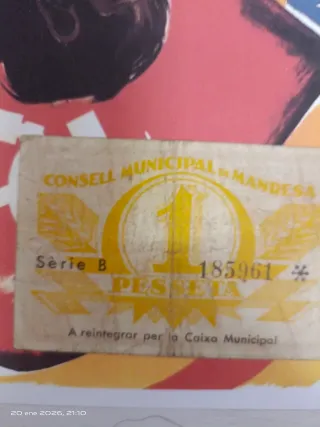 CONSELL MUNICIPAL DE MANRESA
1
Sèrie B 185961
PESSETA
A reintegrar per la Caixa Municipal
20 ene 2026, 21:10